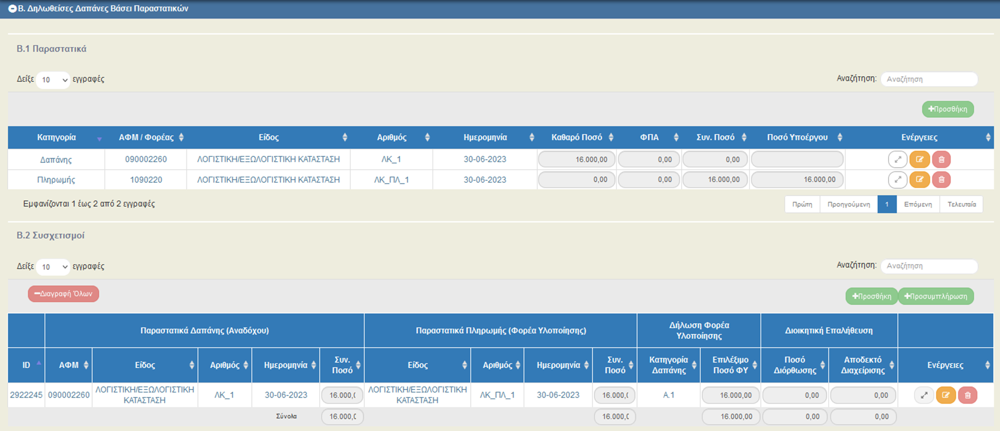 Β. Δηλωθείσες Δαπάνες Βάσει Παραστατικών
Β.1 Παραστατικά
Δείξε 10 εγγραφές
Αναζήτηση: Αναζήτηση
+Προσθήκη
Κατηγορία ΑΦΜ / Φορέας Είδος Αριθμός Ημερομηνία Καθαρό Ποσό ΦΠΑ Συν. Ποσό Ποσό Υποέργου Ενέργειες
Δαπάνης 090002260 ΛΟΓΙΣΤΙΚΗ/ΕΞΩΛΟΓΙΣΤΙΚΗ ΚΑΤΑΣΤΑΣΗ ΛΚ_1 30-06-2023 16.000,00 0,00 0,00
Πληρωμής 1090220 ΛΟΓΙΣΤΙΚΗ/ΕΞΩΛΟΓΙΣΤΙΚΗ ΚΑΤΑΣΤΑΣΗ ΛΚ_ΠΛ_1 30-06-2023 0,00 0,00 16.000,00 16.000,00
Εμφανίζονται 1 έως 2 από 2 εγγραφές
Πρώτη Προηγούμενη 1 Επόμενη Τελευταία
Β.2 Συσχετισμοί
Δείξε 10 εγγραφές
Αναζήτηση: Αναζήτηση
−Διαγραφή Όλων
+Προσθήκη +Προσυμπλήρωση
Παραστατικά Δαπάνης (Αναδόχου) Παραστατικά Πληρωμής (Φορέα Υλοποίησης) Δήλωση Φορέα Υλοποίησης Διοικητική Επαλήθευση
ID ΑΦΜ Είδος Αριθμός Ημερομηνία Συν. Ποσό Είδος Αριθμός Ημερομηνία Συν. Ποσό Κατηγορία Δαπάνης Επιλέξιμο Ποσό ΦΥ Ποσό Διόρθωσης Αποδεκτό Διαχείρισης Ενέργειες
2922245 090002260 ΛΟΓΙΣΤΙΚΗ/ΕΞΩΛΟΓΙΣΤΙΚΗ ΚΑΤΑΣΤΑΣΗ ΛΚ_1 30-06-2023 16.000,0 ΛΟΓΙΣΤΙΚΗ/ΕΞΩΛΟΓΙΣΤΙΚΗ ΚΑΤΑΣΤΑΣΗ ΛΚ_ΠΛ_1 30-06-2023 16.000,0 Α.1 16.000,00 0,00 0,00
Σύνολα 16.000,0 16.000,0 16.000,00 0,00 0,00